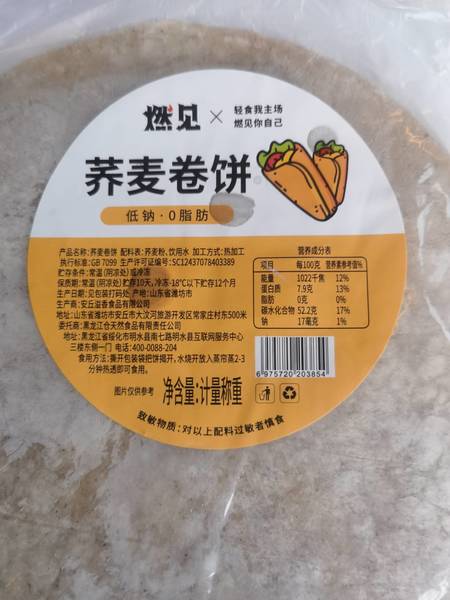 燃见 × 轻食我主场
燃见你自己
荞麦卷饼
低钠·0脂肪
产品名称:荞麦卷饼 配料表:荞麦粉,饮用水 加工方式:热加工
执行标准:GB 7099 生产许可证编号:SC12437078403389
贮存条件:常温(阴凉处)或冷冻
保质期:常温(阴凉处)贮存10天,冷冻-18°C以下贮存12个月
生产日期:见包装打码处 产地:山东省潍坊市
生产商:安丘溢香食品有限公司
地址:山东省潍坊市安丘市大汶河旅游开发区常家庄村东500米
委托商:黑龙江仓天然食品有限责任公司
地址:黑龙江省绥化市明水县南七路明水县互联网服务中心
三楼东侧一门 电话:400-0088-204
食用方法:撕开包装袋把饼揭开,水烧开放入蒸帘蒸2-3
分钟热透即可食用。
营养成分表
项目 每100克 营养素参考值%
能量 1022千焦 12%
蛋白质 7.9克 13%
脂肪 0克 0%
碳水化合物 52.2克 17%
钠 17毫克 1%
6 975720 203854
图片仅供参考 净含量:计量称重
致敏物质:对以上配料过敏者慎食